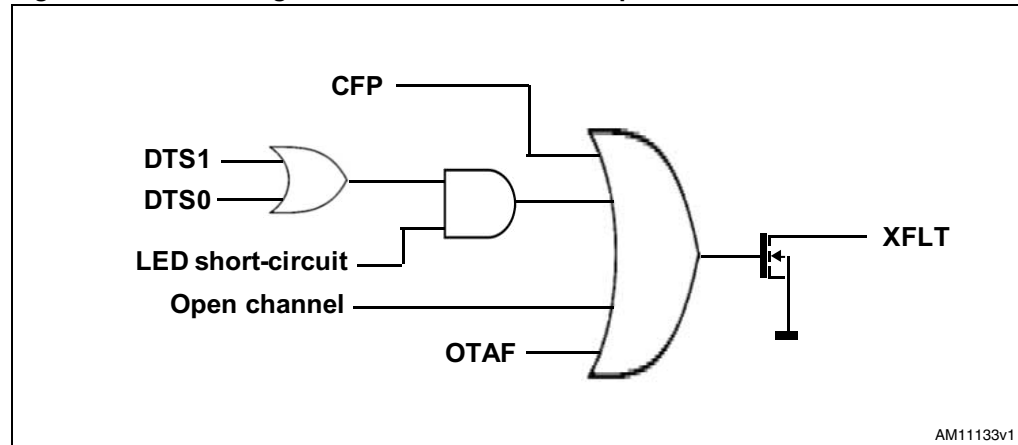 CFP
DTS1
DTS0
LED short-circuit
Open channel
OTAF
XFLT
AM11133v1